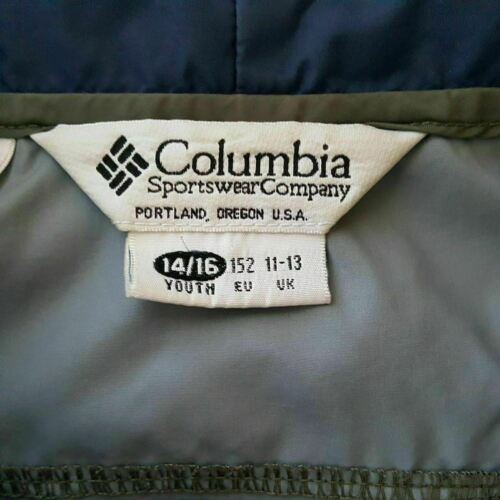 Columbia
SportswearCompany
PORTLAND, OREGON U.S.A.
14/16 152 11-13
YOUTH EU UK